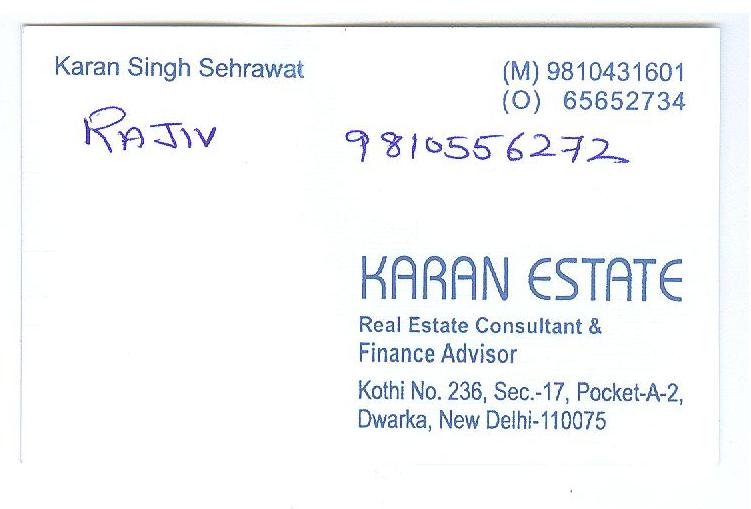 Karan Singh Sehrawat
(M) 9810431601
(O) 65652734
RAJIV 9810556272
KARAN ESTATE
Real Estate Consultant &
Finance Advisor
Kothi No. 236, Sec.-17, Pocket-A-2,
Dwarka, New Delhi-110075